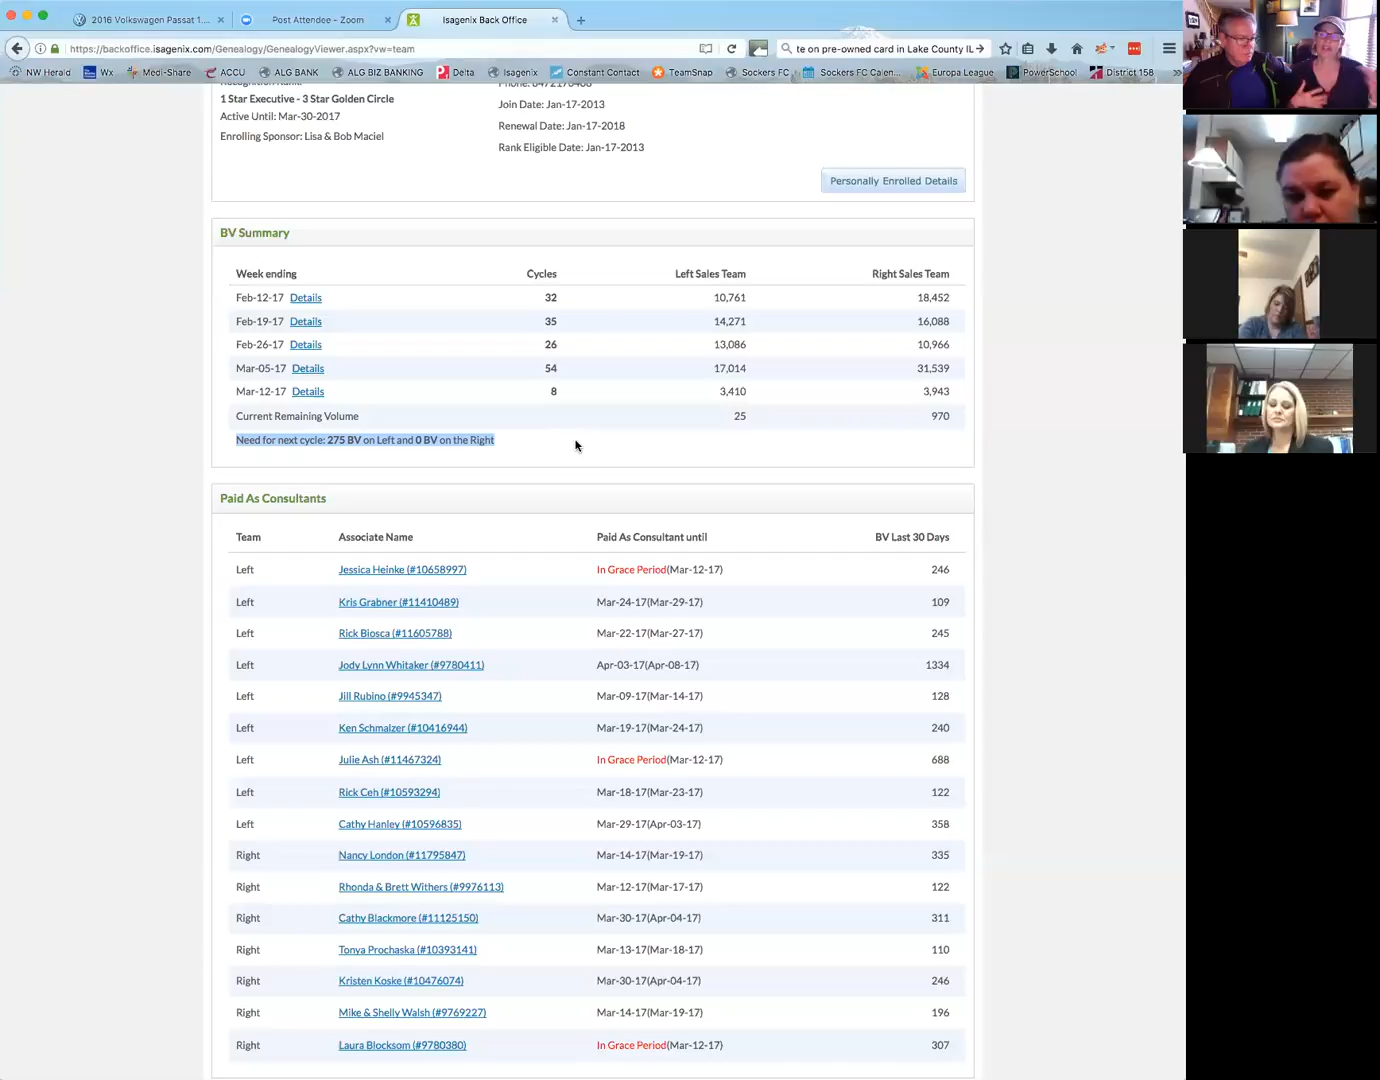 2016 Volkswagen Passat 1....
Post Attendee - Zoom
Isagenix Back Office
https://backoffice.isagenix.com/Genealogy/GenealogyViewer.aspx?vw=team
te on pre-owned card in Lake County IL
NW Herald Wx Medi-Share ACCU ALG BANK ALG BIZ BANKING Delta Isagenix Constant Contact TeamSnap Sockers FC Sockers FC Calen... Europa League PowerSchool District 158
1 Star Executive - 3 Star Golden Circle
Active Until: Mar-30-2017
Enrolling Sponsor: Lisa & Bob Maciel
Join Date: Jan-17-2013
Renewal Date: Jan-17-2018
Rank Eligible Date: Jan-17-2013
Personally Enrolled Details
BV Summary
Week ending Cycles Left Sales Team Right Sales Team
Feb-12-17 Details 32 10,761 18,452
Feb-19-17 Details 35 14,271 16,088
Feb-26-17 Details 26 13,086 10,966
Mar-05-17 Details 54 17,014 31,539
Mar-12-17 Details 8 3,410 3,943
Current Remaining Volume 25 970
Need for next cycle: 275 BV on Left and 0 BV on the Right
Paid As Consultants
Team Associate Name Paid As Consultant until BV Last 30 Days
Left Jessica Heinke (#10658997) In Grace Period(Mar-12-17) 246
Left Kris Grabner (#11410489) Mar-24-17(Mar-29-17) 109
Left Rick Biosca (#11605788) Mar-22-17(Mar-27-17) 245
Left Jody Lynn Whitaker (#9780411) Apr-03-17(Apr-08-17) 1334
Left Jill Rubino (#9945347) Mar-09-17(Mar-14-17) 128
Left Ken Schmalzer (#10416944) Mar-19-17(Mar-24-17) 240
Left Julie Ash (#11467324) In Grace Period(Mar-12-17) 688
Left Rick Ceh (#10593294) Mar-18-17(Mar-23-17) 122
Left Cathy Hanley (#10596835) Mar-29-17(Apr-03-17) 358
Right Nancy London (#11795847) Mar-14-17(Mar-19-17) 335
Right Rhonda & Brett Withers (#9976113) Mar-12-17(Mar-17-17) 122
Right Cathy Blackmore (#11125150) Mar-30-17(Apr-04-17) 311
Right Tonya Prochaska (#10393141) Mar-13-17(Mar-18-17) 110
Right Kristen Koske (#10476074) Mar-30-17(Apr-04-17) 246
Right Mike & Shelly Walsh (#9769227) Mar-14-17(Mar-19-17) 196
Right Laura Blocksom (#9780380) In Grace Period(Mar-12-17) 307